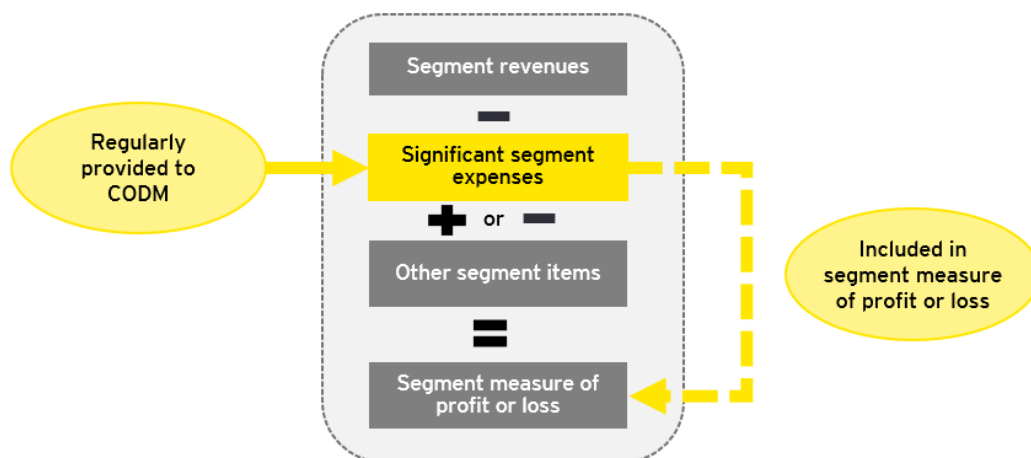 Segment revenues
Regularly
provided to
CODM
Significant segment
expenses
or
Other segment items
Included in
segment measure
of profit or loss
Segment measure of
profit or loss